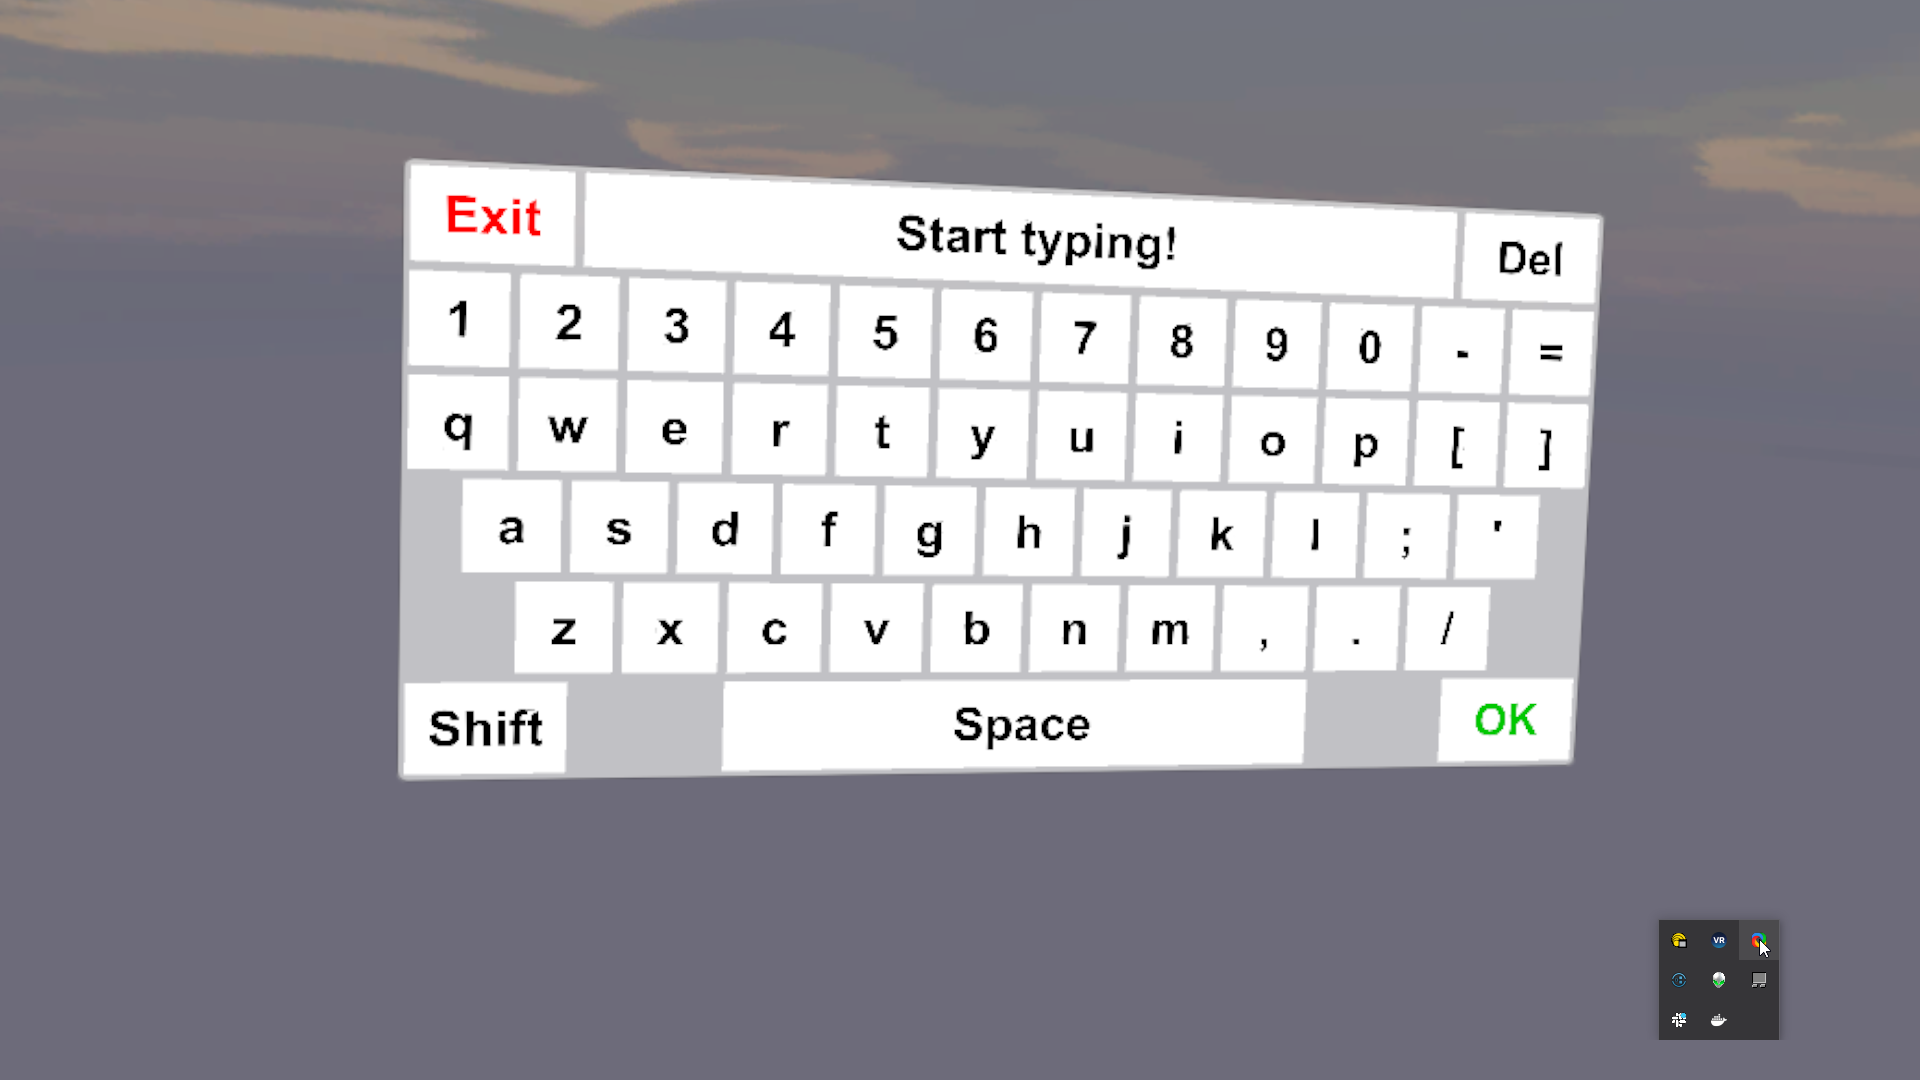 Exit Start typing! Del
1 2 3 4 5 6 7 8 9 0 - =
q w e r t y u i o p [ ]
a s d f g h j k l ; '
z x c v b n m , . /
Shift Space OK
VR